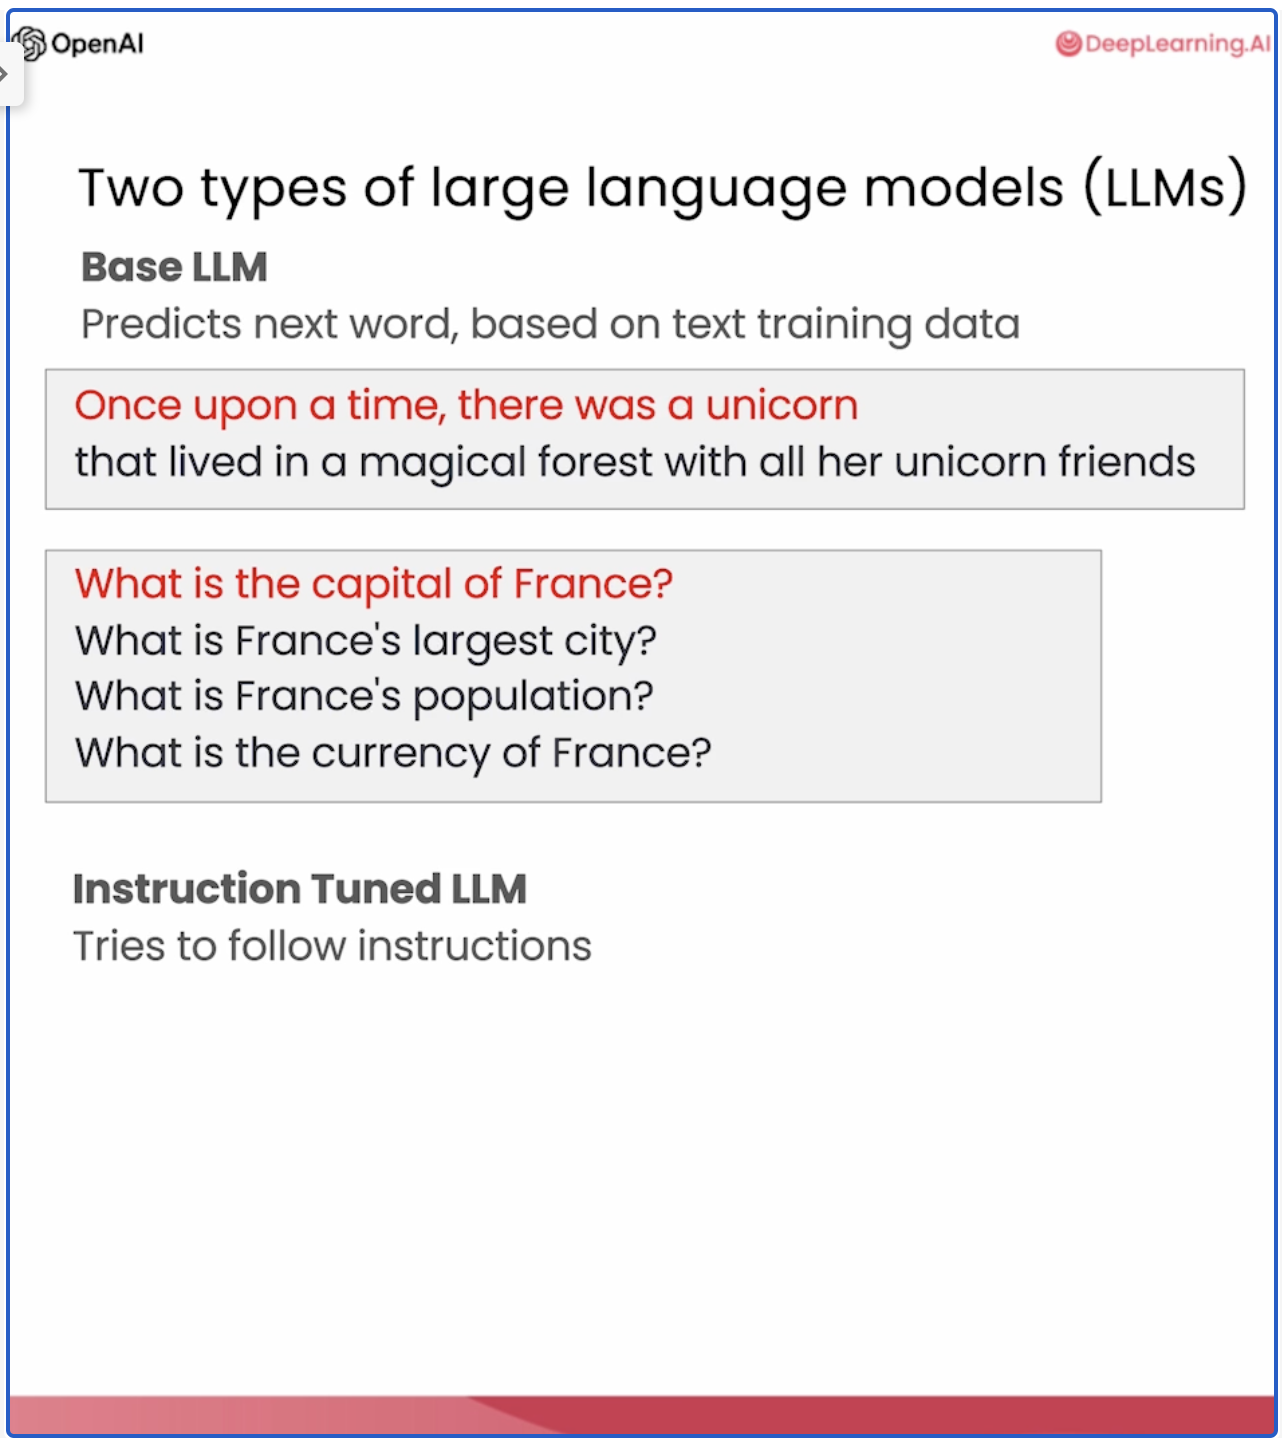 OpenAI
DeepLearning.AI
Two types of large language models (LLMs)
Base LLM
Predicts next word, based on text training data
Once upon a time, there was a unicorn
that lived in a magical forest with all her unicorn friends
What is the capital of France?
What is France's largest city?
What is France's population?
What is the currency of France?
Instruction Tuned LLM
Tries to follow instructions